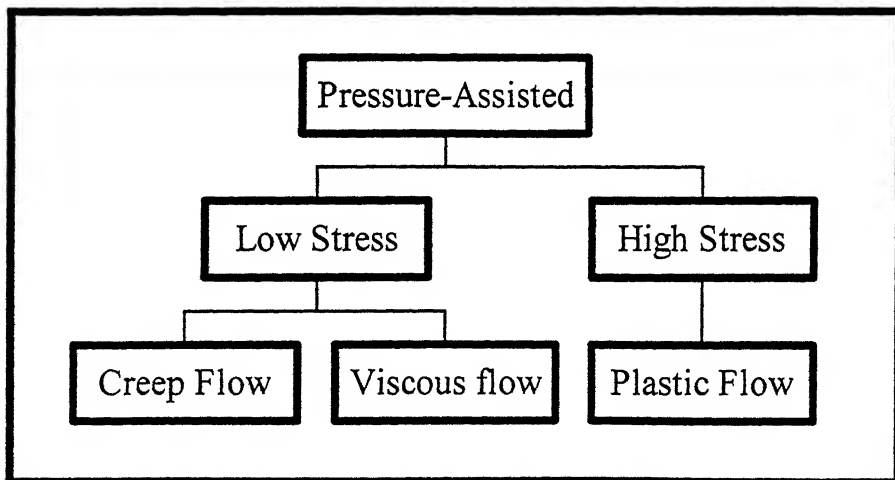 Pressure-Assisted
Low Stress
High Stress
Creep Flow
Viscous flow
Plastic Flow